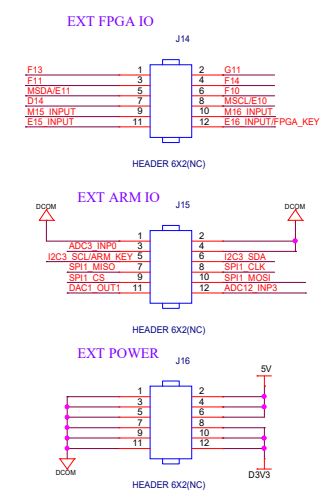 EXT FPGA IO
J14
F13 1 2 G11
F11 3 4 F14
MSDA/E11 5 6 F10
D14 7 8 MSCL/E10
M15_INPUT 9 10 M16_INPUT
E15_INPUT 11 12 E16_INPUT/FPGA_KEY
HEADER 6X2(NC)
EXT ARM IO
DCOM J15 DCOM
1 2
ADC3_INP0 3 4
I2C3_SCL/ARM_KEY 5 6 I2C3_SDA
SPI1_MISO 7 8 SPI1_CLK
SPI1_CS 9 10 SPI1_MOSI
DAC1_OUT1 11 12 ADC12_INP3
HEADER 6X2(NC)
EXT POWER
J16
5V
1 2
3 4
5 6
7 8
9 10
11 12
DCOM D3V3
HEADER 6X2(NC)